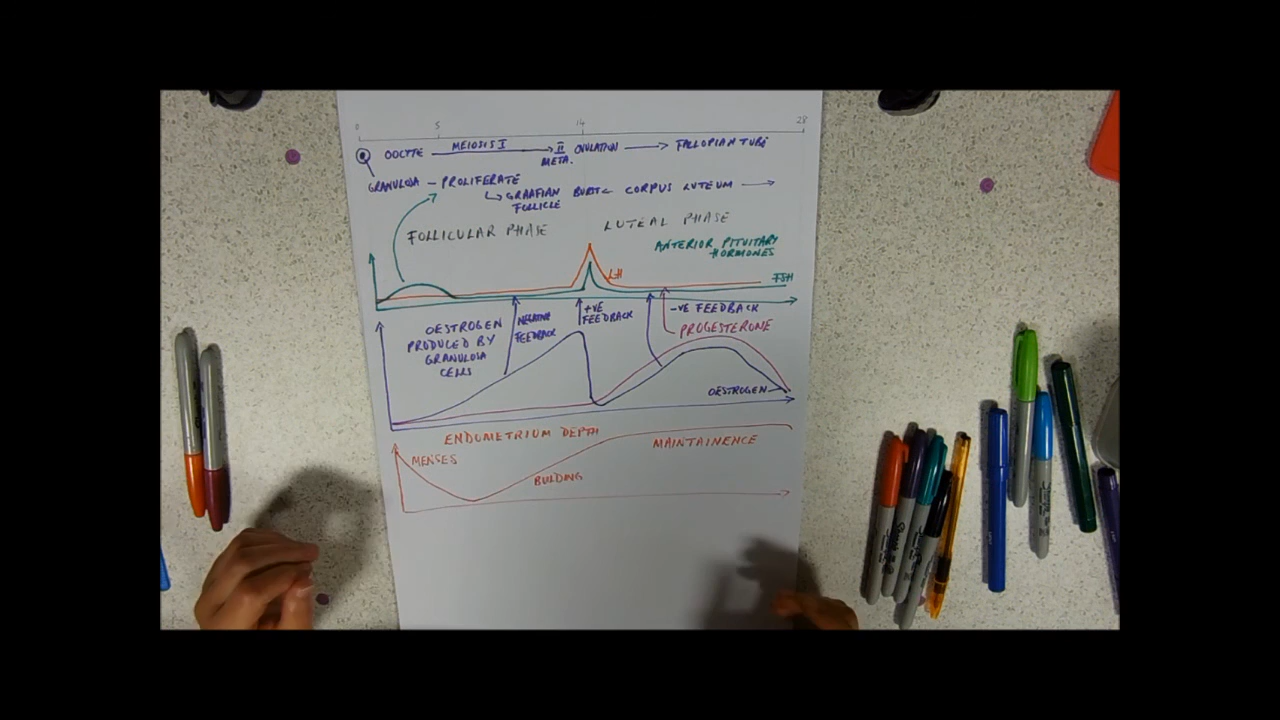 0 5 14 28
OOCYTE MEIOSIS I II OVULATION FALLOPIAN TUBE
META.
GRANULOSA - PROLIFERATE
GRAAFIAN BURST CORPUS LUTEUM
FOLLICLE
FOLLICULAR PHASE LUTEAL PHASE
ANTERIOR PITUITARY
HORMONES
LH FSH
OESTROGEN
PRODUCED BY
GRANULOSA
CELLS
NEGATIVE
FEEDBACK
+VE
FEEDBACK
-VE FEEDBACK
PROGESTERONE
OESTROGEN
ENDOMETRIUM DEPTH
MENSES
BUILDING
MAINTAINENCE